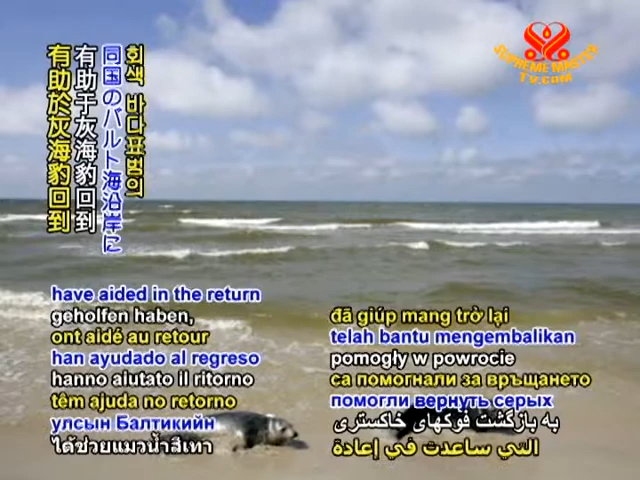 SUPREME MASTER
TV.COM
회색 바다표범의
同国のバルト海沿岸に
有助于灰海豹回到
有助於灰海豹回到
have aided in the return
geholfen haben,
ont aidé au retour
han ayudado al regreso
hanno aiutato il ritorno
têm ajuda no retorno
улсын Балтикийн
ได้ช่วยแมวน้ำสีเทา
đã giúp mang trở lại
telah bantu mengembalikan
pomogły w powrocie
са помогнали за връщането
помогли вернуть серых
به بازگشت فوکهای خاکستری
التي ساعدت في إعادة